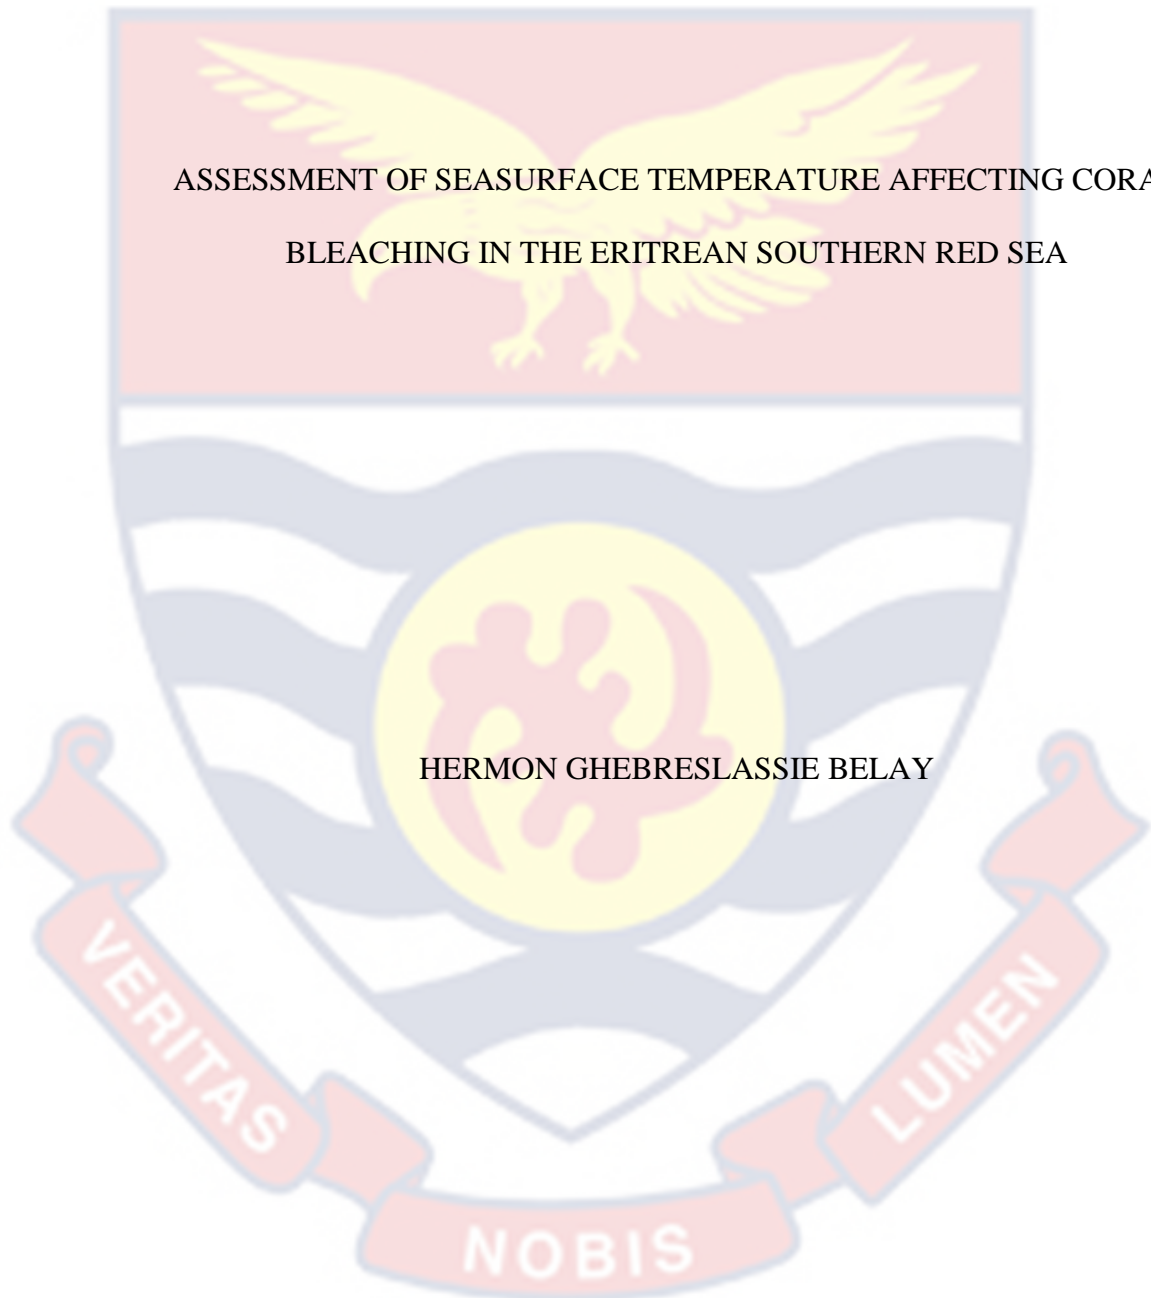 ASSESSMENT OF SEASURFACE TEMPERATURE AFFECTING CORA
BLEACHING IN THE ERITREAN SOUTHERN RED SEA
HERMON GHEBRESLASSIE BELAY
VERITAS
NOBIS
LUMEN